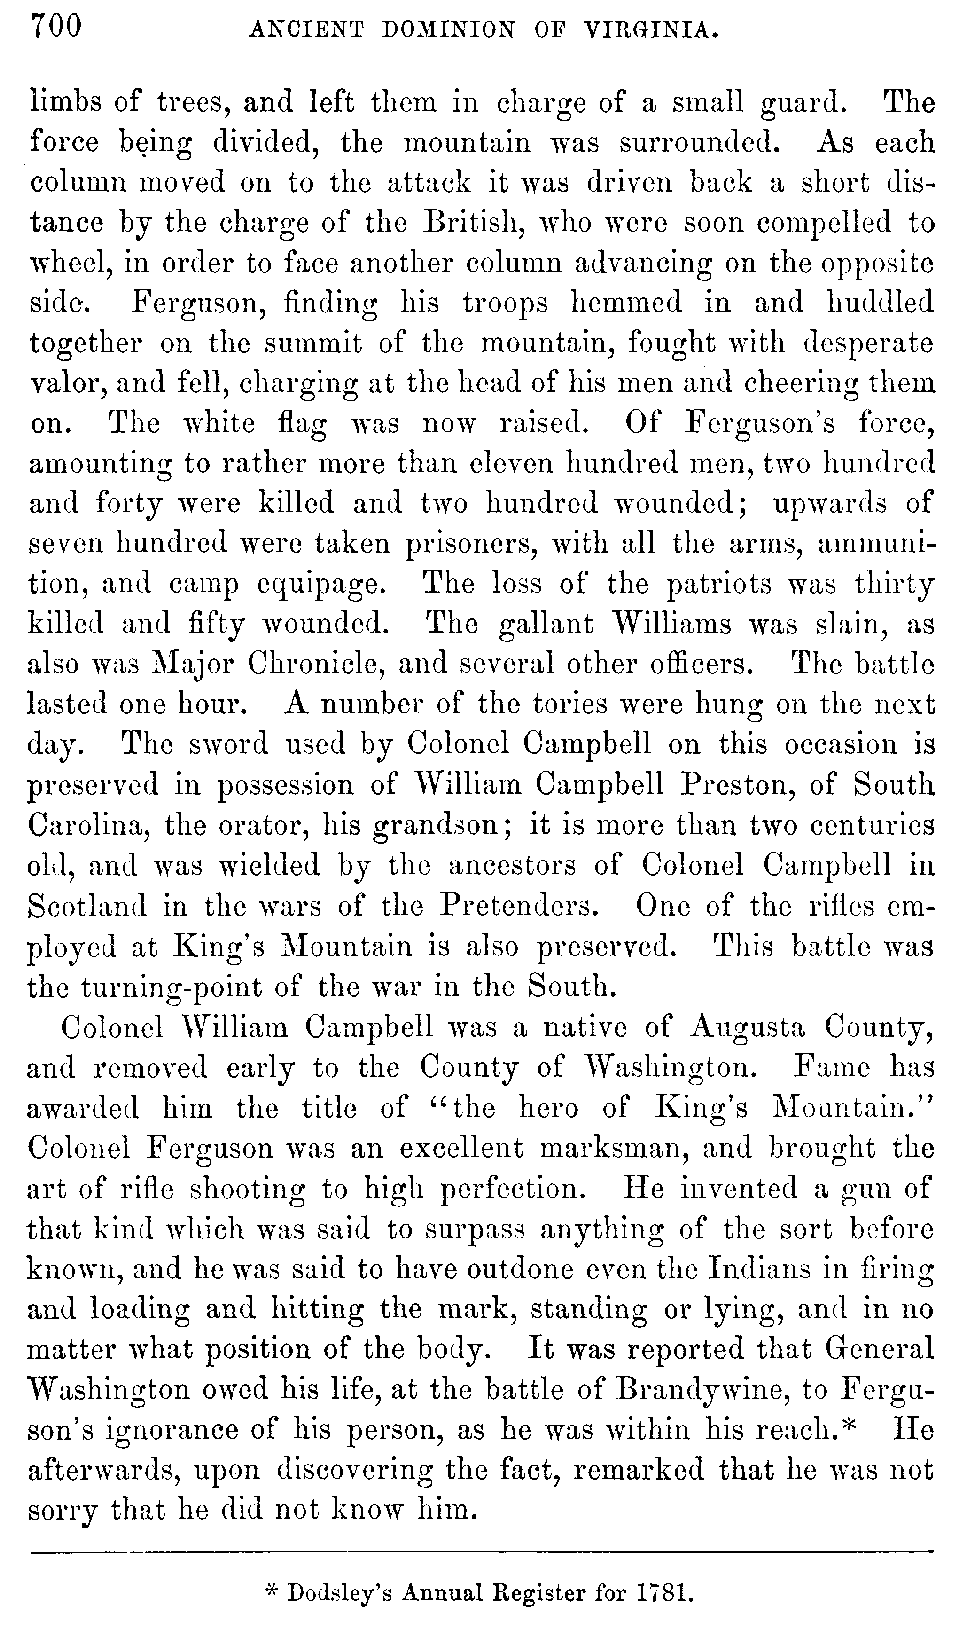 700 ANCIENT DOMINION OF VIRGINIA.
limbs of trees, and left them in charge of a small guard. The
force being divided, the mountain was surrounded. As each
column moved on to the attack it was driven back a short dis-
tance by the charge of the British, who were soon compelled to
wheel, in order to face another column advancing on the opposite
side. Ferguson, finding his troops hemmed in and huddled
together on the summit of the mountain, fought with desperate
valor, and fell, charging at the head of his men and cheering them
on. The white flag was now raised. Of Ferguson's force,
amounting to rather more than eleven hundred men, two hundred
and forty were killed and two hundred wounded; upwards of
seven hundred were taken prisoners, with all the arms, ammuni-
tion, and camp equipage. The loss of the patriots was thirty
killed and fifty wounded. The gallant Williams was slain, as
also was Major Chronicle, and several other officers. The battle
lasted one hour. A number of the tories were hung on the next
day. The sword used by Colonel Campbell on this occasion is
preserved in possession of William Campbell Preston, of South
Carolina, the orator, his grandson; it is more than two centuries
old, and was wielded by the ancestors of Colonel Campbell in
Scotland in the wars of the Pretenders. One of the rifles em-
ployed at King's Mountain is also preserved. This battle was
the turning-point of the war in the South.
Colonel William Campbell was a native of Augusta County,
and removed early to the County of Washington. Fame has
awarded him the title of "the hero of King's Mountain."
Colonel Ferguson was an excellent marksman, and brought the
art of rifle shooting to high perfection. He invented a gun of
that kind which was said to surpass anything of the sort before
known, and he was said to have outdone even the Indians in firing
and loading and hitting the mark, standing or lying, and in no
matter what position of the body. It was reported that General
Washington owed his life, at the battle of Brandywine, to Fergu-
son's ignorance of his person, as he was within his reach.* He
afterwards, upon discovering the fact, remarked that he was not
sorry that he did not know him.
* Dodsley's Annual Register for 1781.